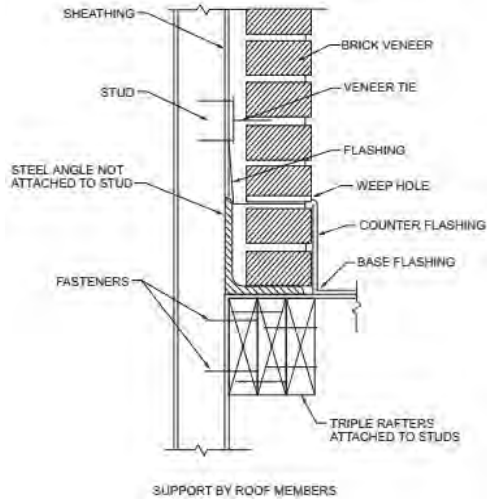 SHEATHING
BRICK VENEER
STUD
VENEER TIE
FLASHING
STEEL ANGLE NOT
ATTACHED TO STUD
WEEP HOLE
COUNTER FLASHING
BASE FLASHING
FASTENERS
TRIPLE RAFTERS
ATTACHED TO STUDS
SUPPORT BY ROOF MEMBERS